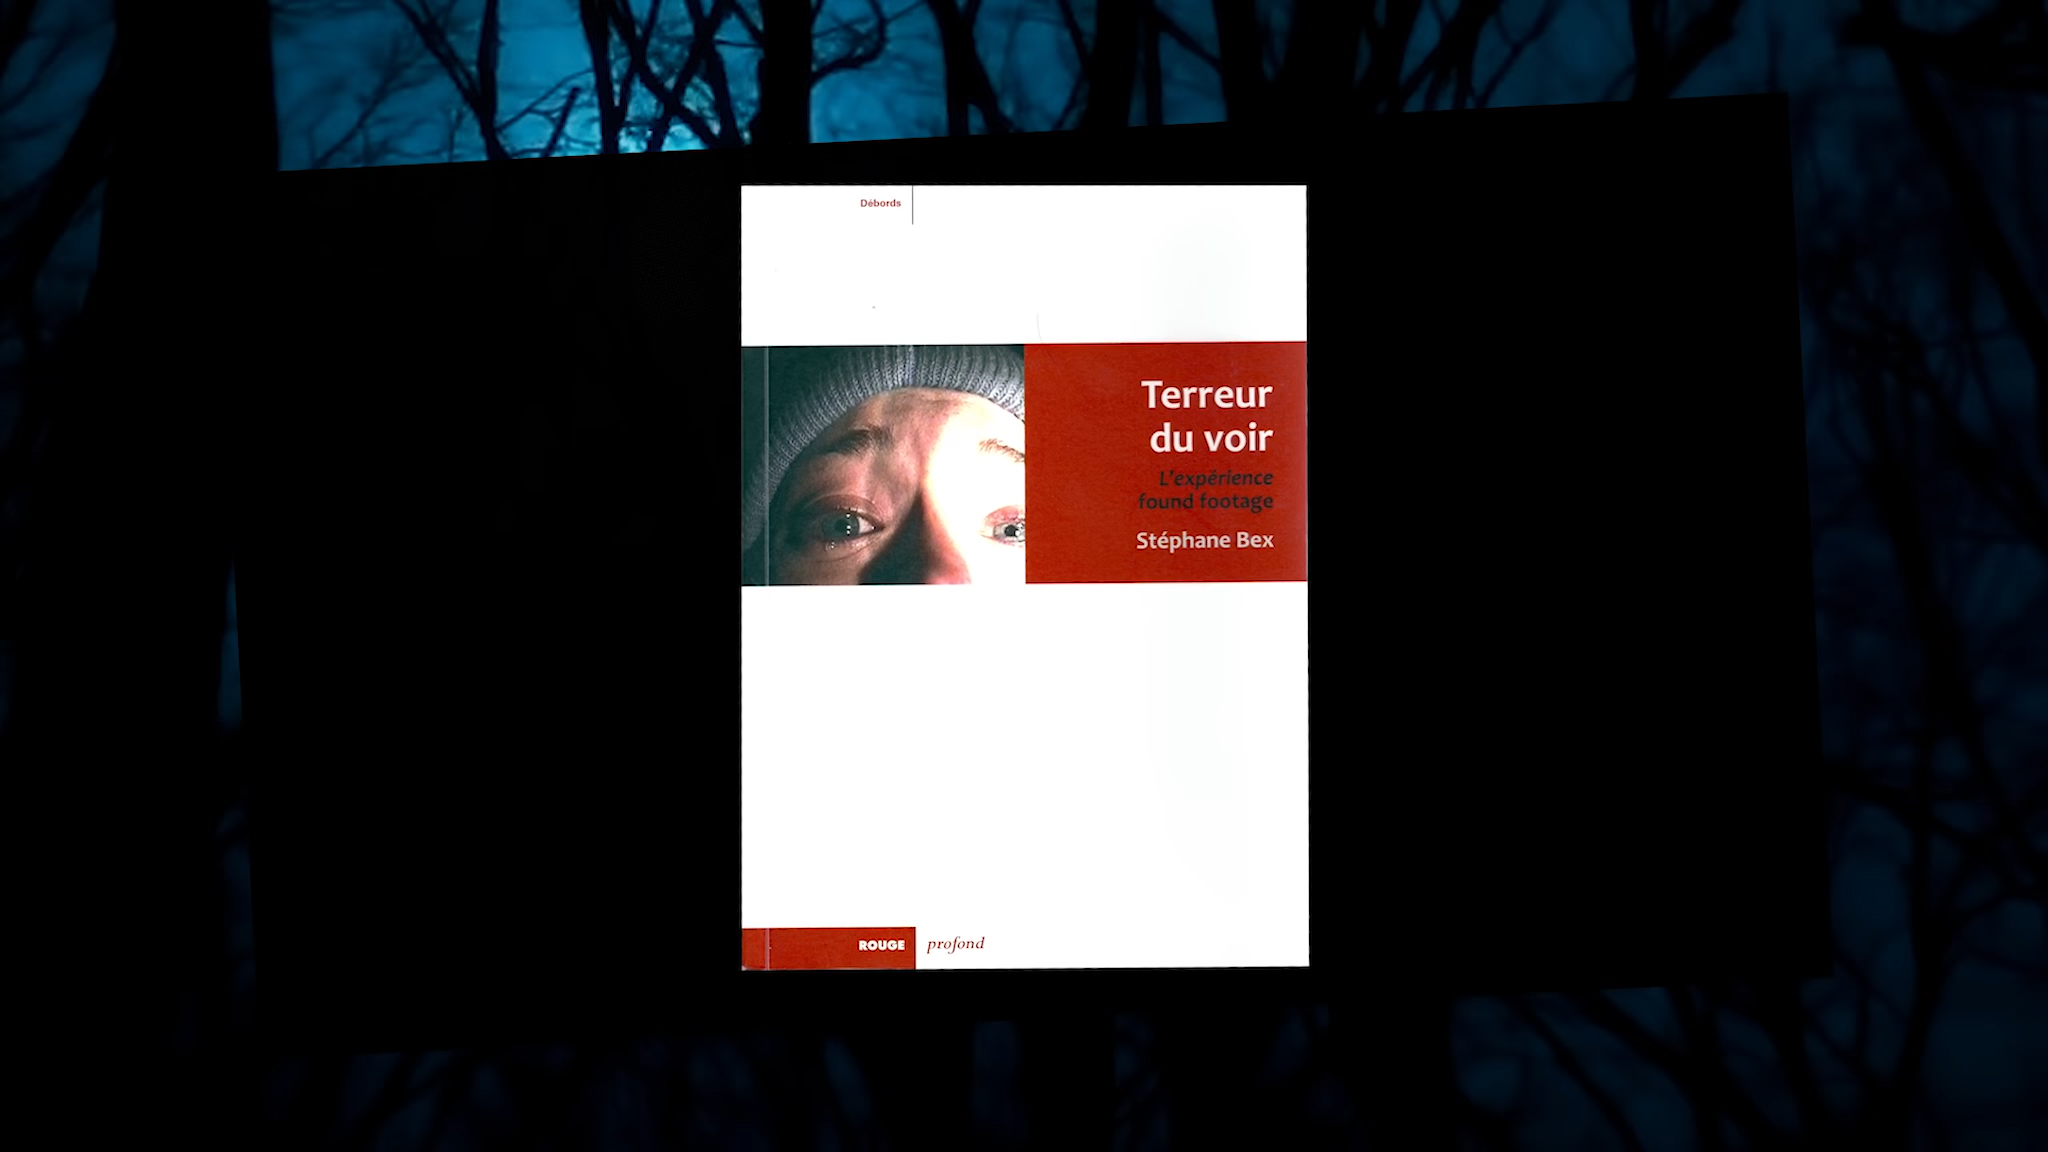 Débords
Terreur
du voir
L'expérience
found footage
Stéphane Bex
ROUGE profond